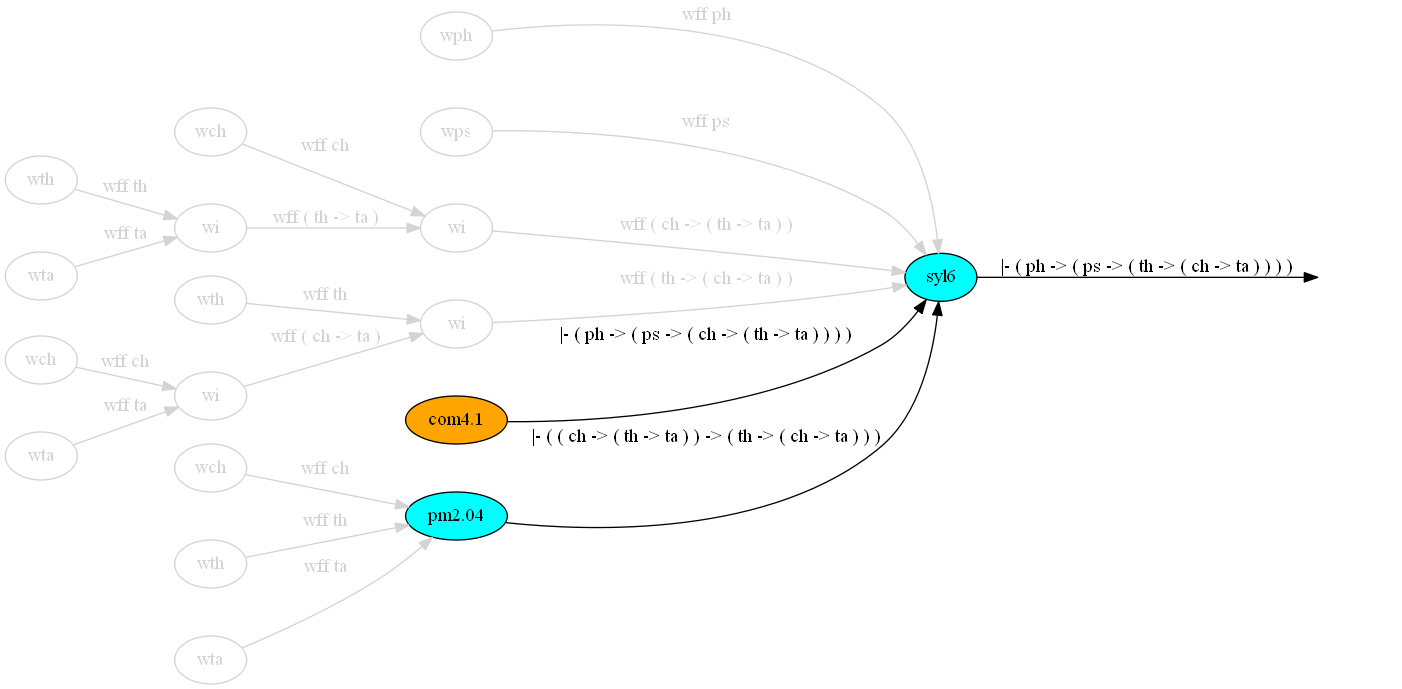 wph
wff ph
wch
wff ch
wps
wff ps
wth
wff th
wi
wff ( th -> ta )
wi
wff ( ch -> ( th -> ta ) )
wta
wff ta
wth
wff th
wi
wff ( th -> ( ch -> ta ) )
syl6
|- ( ph -> ( ps -> ( th -> ( ch -> ta ) ) ) )
wch
wff ch
wi
wff ( ch -> ta )
|- ( ph -> ( ps -> ( ch -> ( th -> ta ) ) ) )
wta
wff ta
com4.1
|- ( ( ch -> ( th -> ta ) ) -> ( th -> ( ch -> ta ) ) )
wch
wff ch
wth
wff th
pm2.04
wta
wff ta